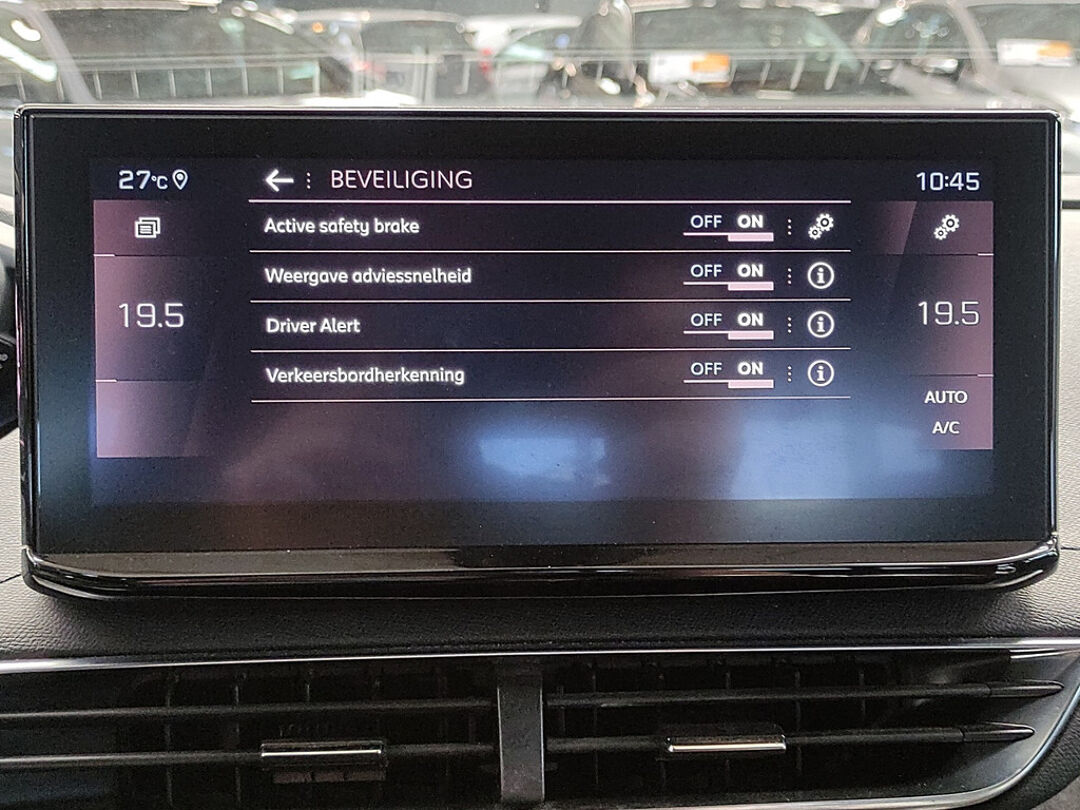 27°C
BEVEILIGING
10:45
Active safety brake OFF ON
Weergave adviessnelheid OFF ON
19.5
19.5
Driver Alert OFF ON
Verkeersbordherkenning OFF ON
AUTO
A/C